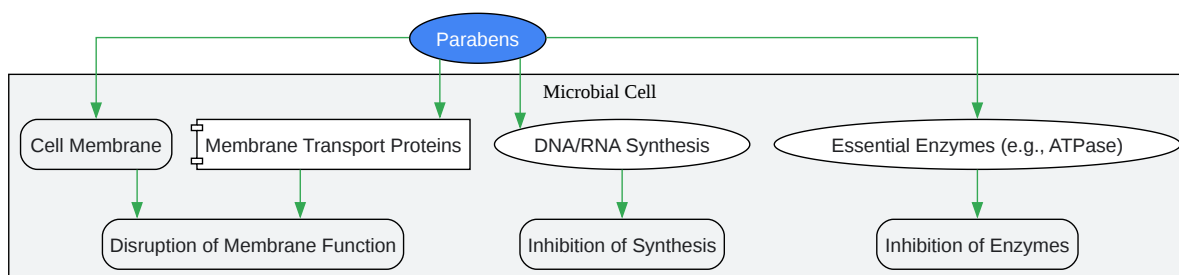 Parabens
Microbial Cell
Cell Membrane
Membrane Transport Proteins
DNA/RNA Synthesis
Essential Enzymes (e.g., ATPase)
Disruption of Membrane Function
Inhibition of Synthesis
Inhibition of Enzymes